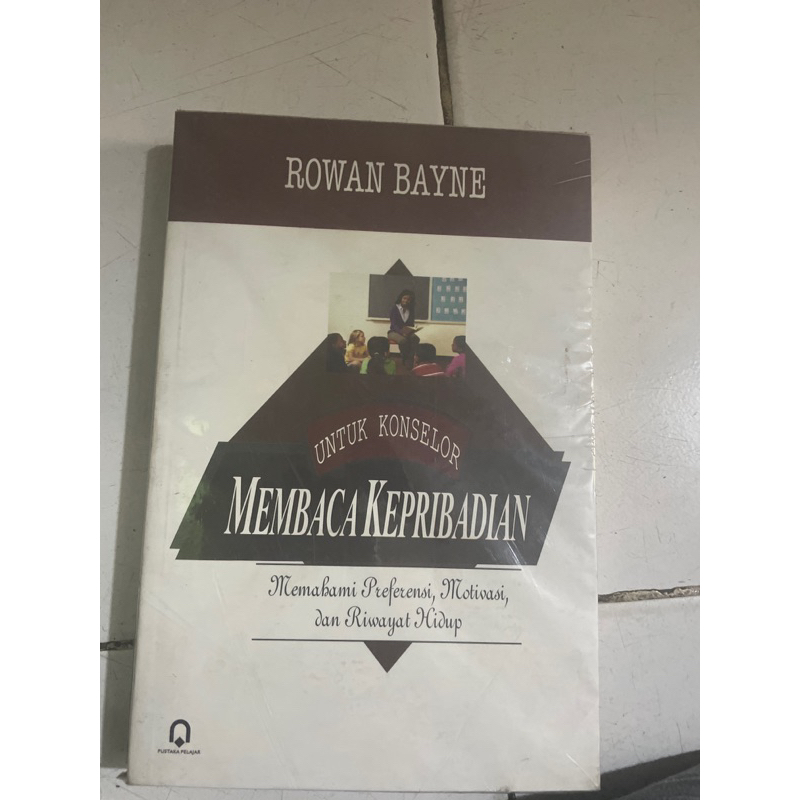 ROWAN BAYNE
UNTUK KONSELOR
MEMBACA KEPRIBADIAN
Memahami Preferensi, Motivasi,
dan Riwayat Hidup
PUSTAKA PELAJAR